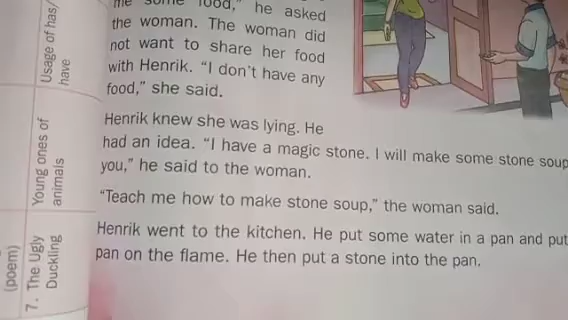 me some food," he asked
the woman. The woman did
not want to share her food
with Henrik. "I don't have any
food," she said.
Henrik knew she was lying. He
had an idea. "I have a magic stone. I will make some stone soup
you," he said to the woman.
"Teach me how to make stone soup," the woman said.
Henrik went to the kitchen. He put some water in a pan and put
pan on the flame. He then put a stone into the pan.
Usage of has/
have
Young ones of
animals
(poem)
7. The Ugly
Duckling